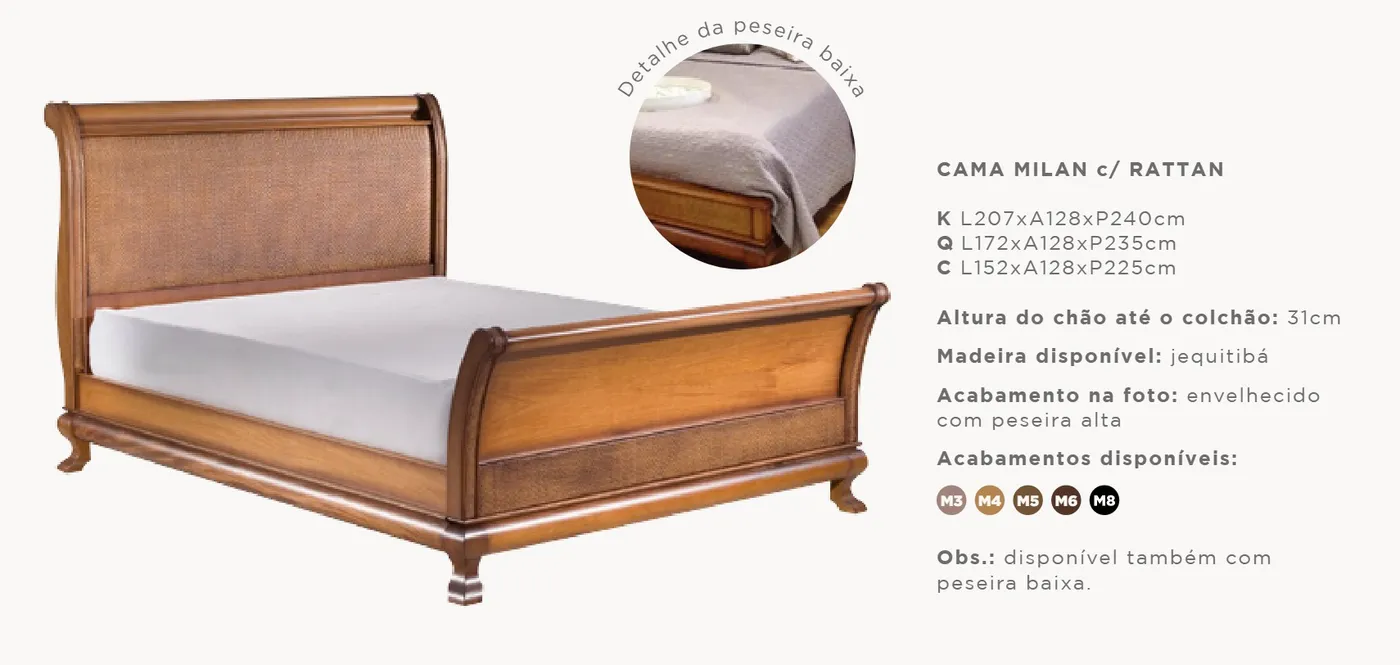 Detalhe da peseira baixa
CAMA MILAN c/ RATTAN
K L207xA128xP240cm
Q L172xA128xP235cm
C L152xA128xP225cm
Altura do chão até o colchão: 31cm
Madeira disponível: jequitibá
Acabamento na foto: envelhecido
com peseira alta
Acabamentos disponíveis:
M3 M4 M5 M6 M8
Obs.: disponível também com
peseira baixa.